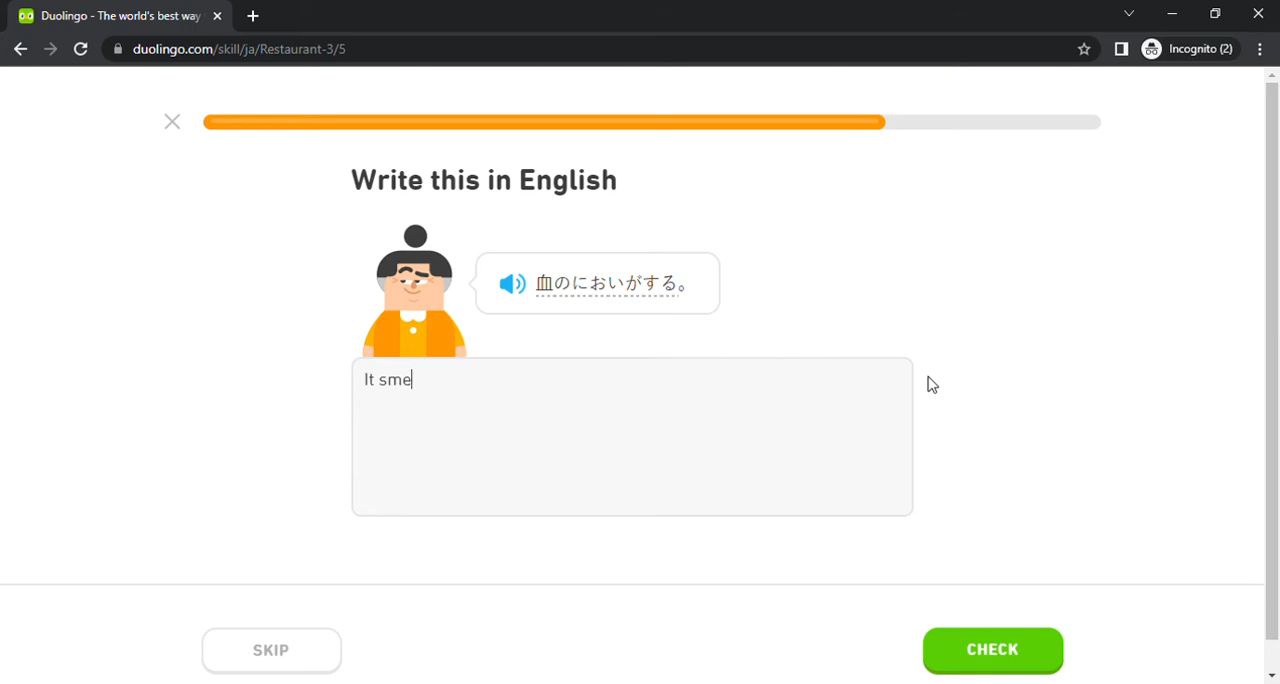 Duolingo - The world's best way
duolingo.com/skill/ja/Restaurant-3/5
Incognito (2)
Write this in English
血のにおいがする。
It sme
SKIP
CHECK